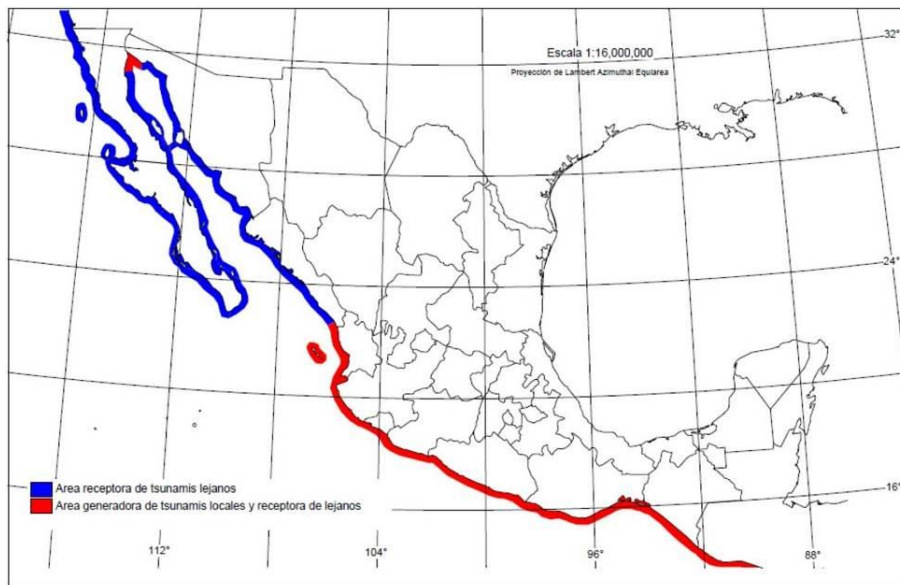 32°
Escala 1:16,000,000
Proyección de Lambert Azimuthal Equiarea
24°
Area receptora de tsunamis lejanos
16°
Area generadora de tsunamis locales y receptora de lejanos
112°
104°
96°
88°